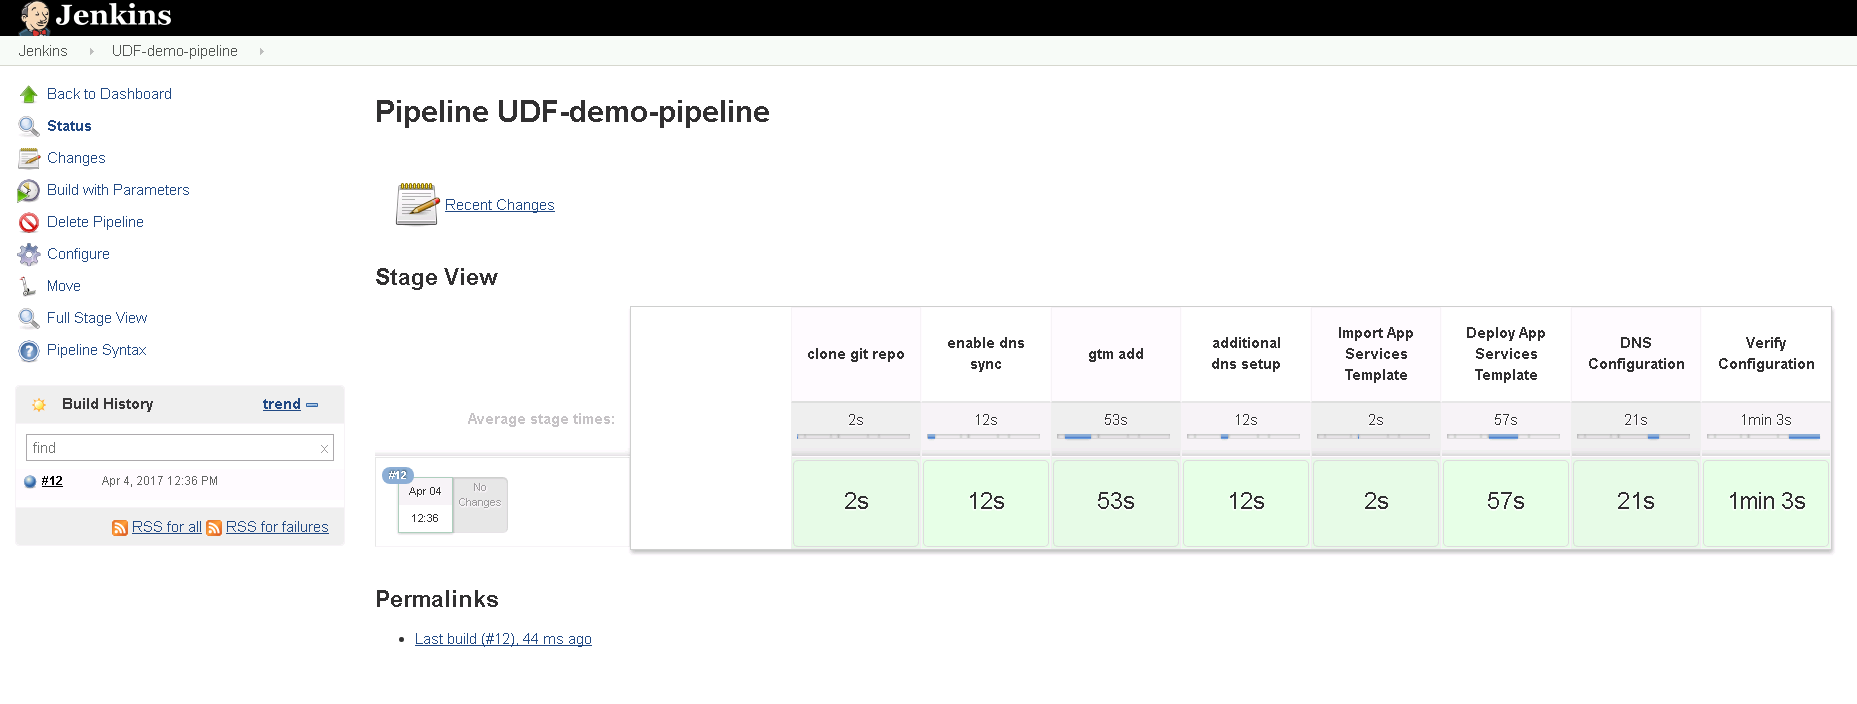 Jenkins
Jenkins
UDF-demo-pipeline
Back to Dashboard
Status
Changes
Build with Parameters
Delete Pipeline
Configure
Move
Full Stage View
Pipeline Syntax
Build History
trend
find
x
#12
Apr 4, 2017 12:36 PM
RSS for all
RSS for failures
Pipeline UDF-demo-pipeline
Recent Changes
Stage View
clone git repo
enable dns
sync
gtm add
additional
dns setup
Import App
Services
Template
Deploy App
Services
Template
DNS
Configuration
Verify
Configuration
Average stage times:
2s
12s
53s
12s
2s
57s
21s
1min 3s
#12
Apr 04
12:36
No
Changes
2s
12s
53s
12s
2s
57s
21s
1min 3s
Permalinks
Last build (#12), 44 ms ago